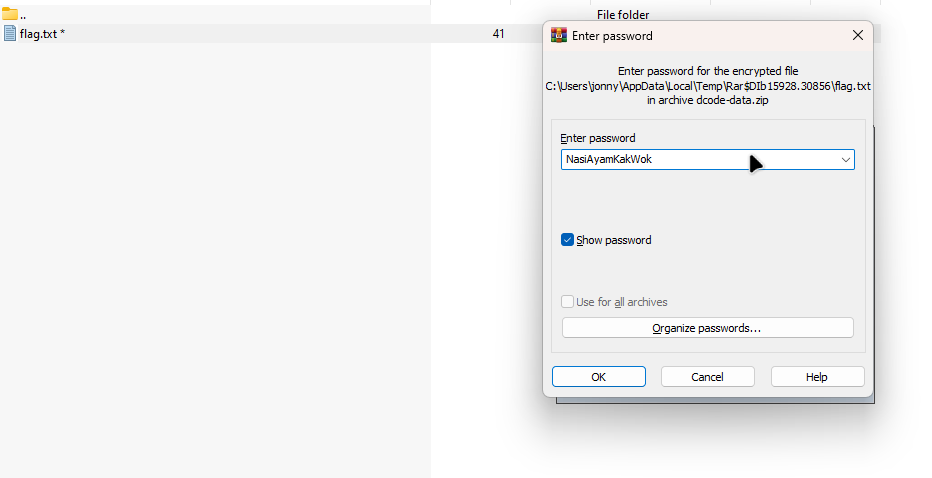 ..
File folder
flag.txt *
41
Enter password
Enter password for the encrypted file
C:\Users\jonny\AppData\Local\Temp\Rar$DIb15928.30856\flag.txt
in archive dcode-data.zip
Enter password
NasiAyamKakWok
Show password
Use for all archives
Organize passwords...
OK
Cancel
Help